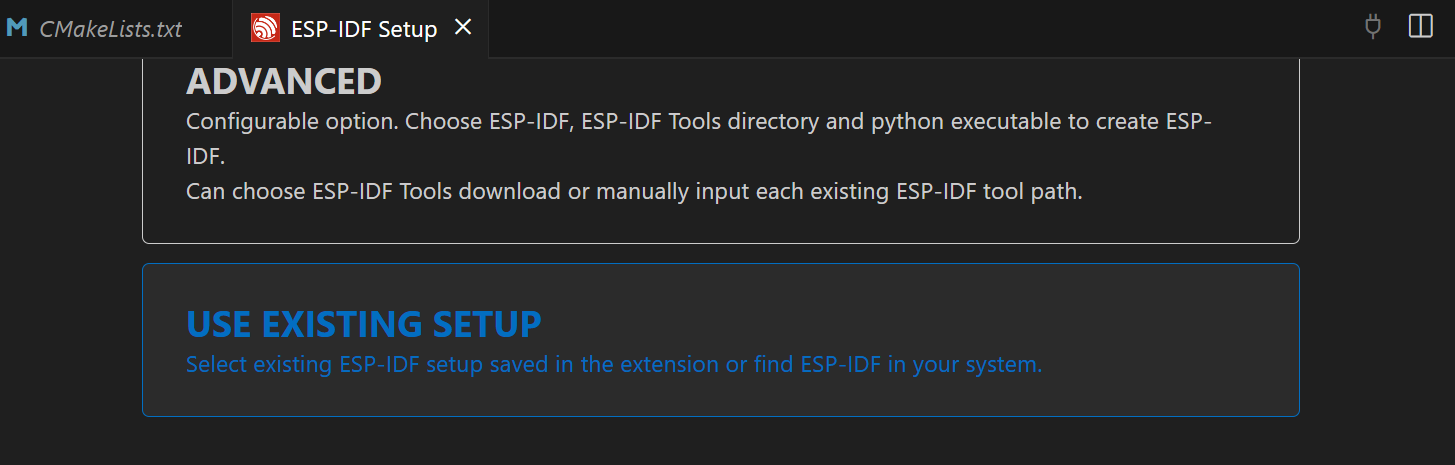 CMakeLists.txt
ESP-IDF Setup
ADVANCED
Configurable option. Choose ESP-IDF, ESP-IDF Tools directory and python executable to create ESP-
IDF.
Can choose ESP-IDF Tools download or manually input each existing ESP-IDF tool path.
USE EXISTING SETUP
Select existing ESP-IDF setup saved in the extension or find ESP-IDF in your system.